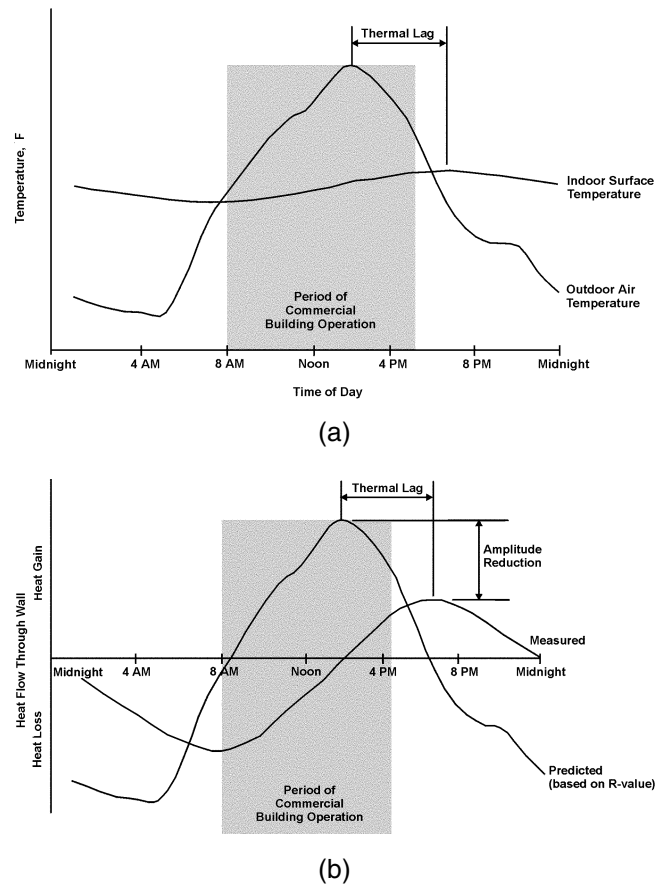 Thermal Lag
Temperature, °F
Indoor Surface
Temperature
Outdoor Air
Temperature
Period of
Commercial
Building Operation
Midnight 4 AM 8 AM Noon 4 PM 8 PM Midnight
Time of Day
(a)
Thermal Lag
Amplitude
Reduction
Heat Flow Through Wall
Heat Gain
Heat Loss
Measured
Midnight 4 AM 8 AM Noon 4 PM 8 PM Midnight
Predicted
(based on R-value)
Period of
Commercial
Building Operation
(b)